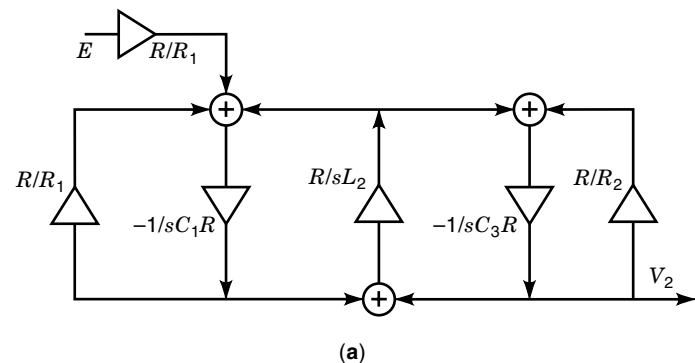 E R/R₁
+ +
R/R₁ R/sL₂ R/R₂
−1/sC₁R −1/sC₃R
+ V₂
(a)